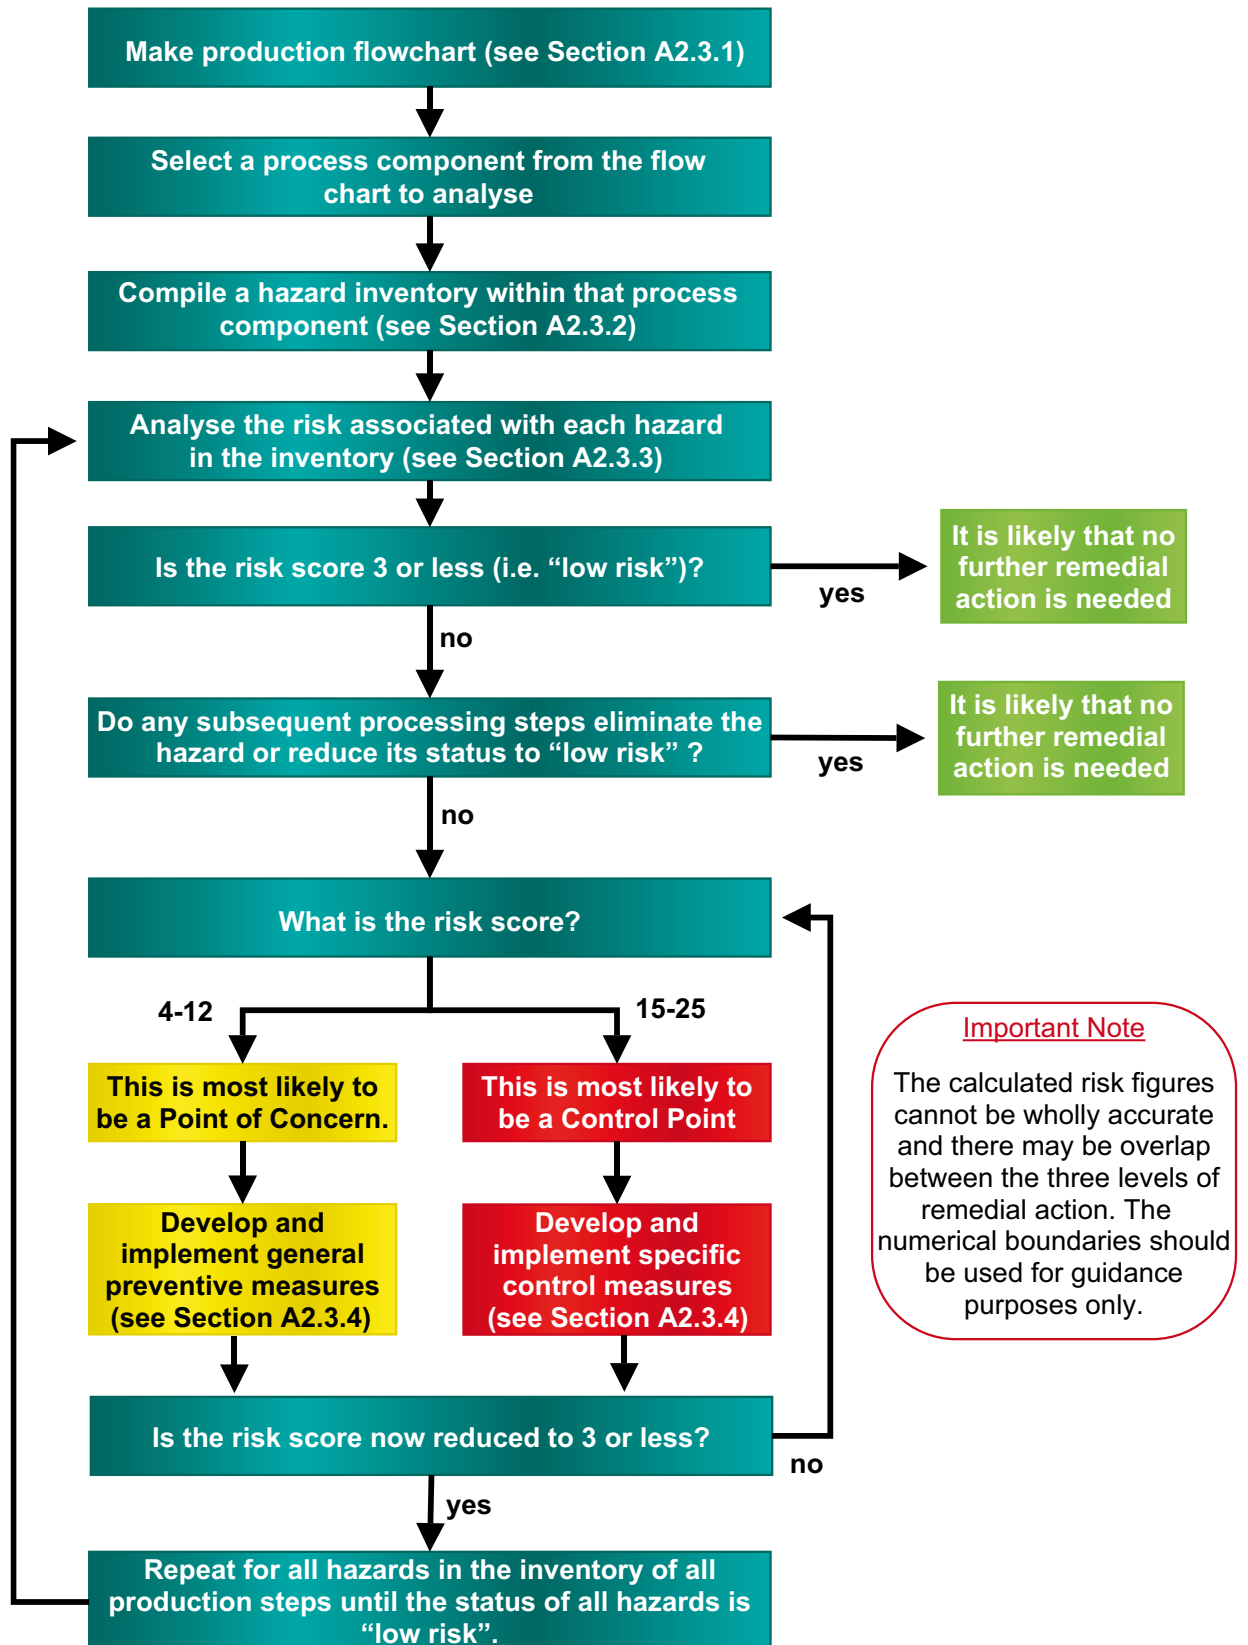 Make production flowchart (see Section A2.3.1)
Select a process component from the flow
chart to analyse
Compile a hazard inventory within that process
component (see Section A2.3.2)
Analyse the risk associated with each hazard
in the inventory (see Section A2.3.3)
Is the risk score 3 or less (i.e. “low risk”)?
yes
It is likely that no
further remedial
action is needed
no
Do any subsequent processing steps eliminate the
hazard or reduce its status to “low risk” ?
yes
It is likely that no
further remedial
action is needed
no
What is the risk score?
4-12
15-25
This is most likely to
be a Point of Concern.
This is most likely to
be a Control Point
Develop and
implement general
preventive measures
(see Section A2.3.4)
Develop and
implement specific
control measures
(see Section A2.3.4)
Important Note
The calculated risk figures
cannot be wholly accurate
and there may be overlap
between the three levels of
remedial action. The
numerical boundaries should
be used for guidance
purposes only.
Is the risk score now reduced to 3 or less?
no
yes
Repeat for all hazards in the inventory of all
production steps until the status of all hazards is
“low risk”.